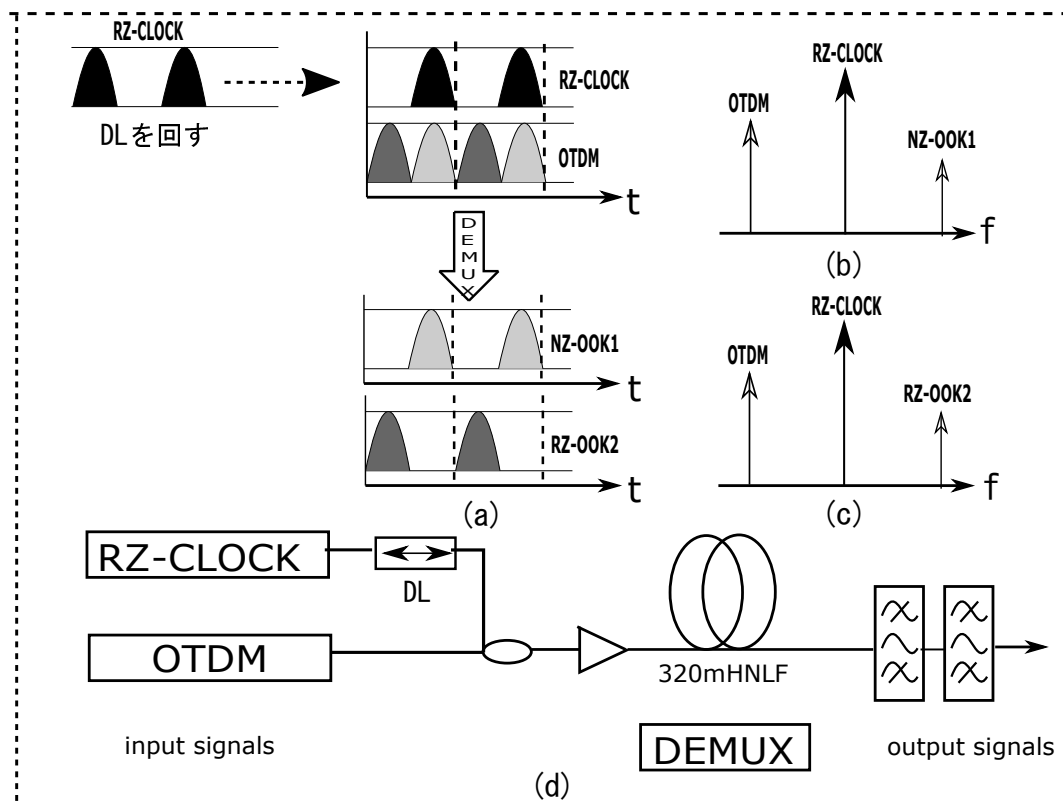 RZ-CLOCK
DLを回す
RZ-CLOCK
OTDM
t
DEMUX
NZ-OOK1
t
RZ-OOK2
t
(a)
RZ-CLOCK
OTDM
NZ-OOK1
f
(b)
RZ-CLOCK
OTDM
RZ-OOK2
f
(c)
RZ-CLOCK
DL
OTDM
320mHNLF
input signals
DEMUX
output signals
(d)